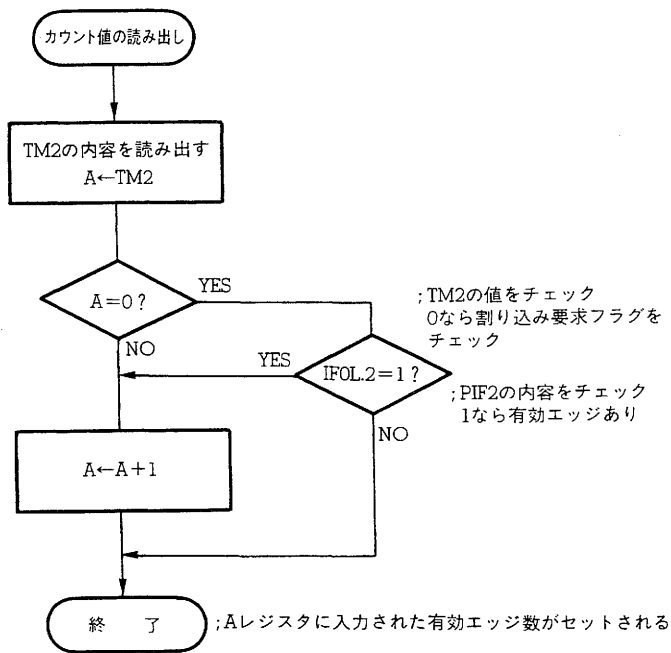 カウント値の読み出し
TM2の内容を読み出す
A←TM2
A=0?
YES
NO
;TM2の値をチェック
0なら割り込み要求フラグを
チェック
YES
IF0L.2=1?
NO
;PIF2の内容をチェック
1なら有効エッジあり
A←A+1
終 了
;Aレジスタに入力された有効エッジ数がセットされる